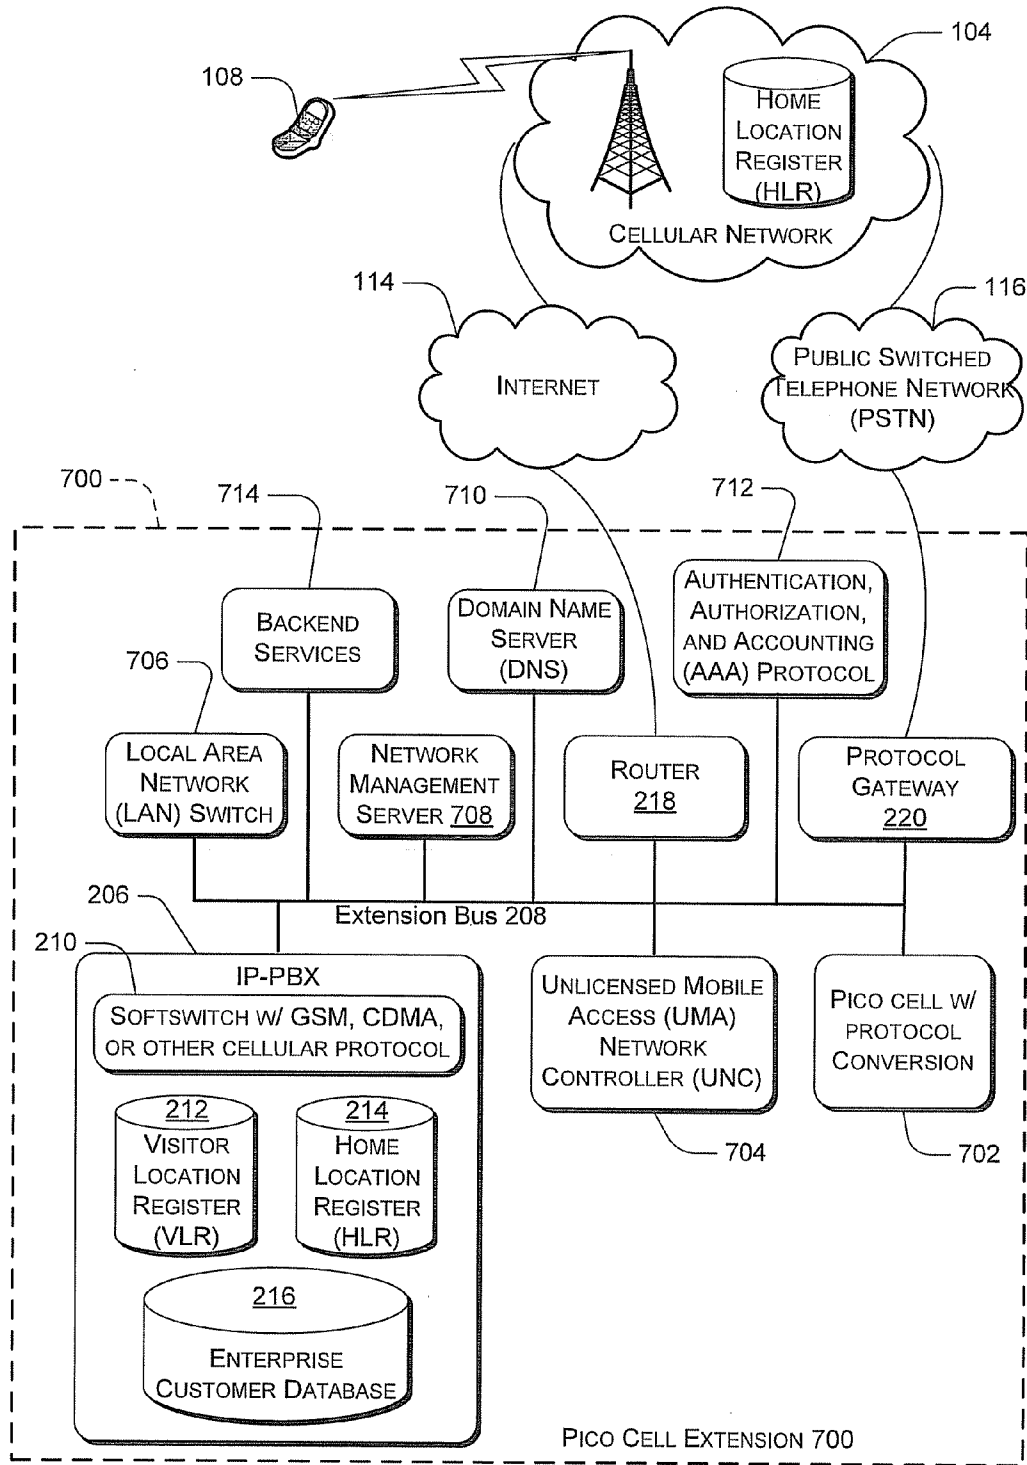 104
108
HOME
LOCATION
REGISTER
(HLR)
CELLULAR NETWORK
114
116
INTERNET
PUBLIC SWITCHED
TELEPHONE NETWORK
(PSTN)
700
714
710
712
BACKEND
SERVICES
DOMAIN NAME
SERVER
(DNS)
AUTHENTICATION,
AUTHORIZATION,
AND ACCOUNTING
(AAA) PROTOCOL
706
LOCAL AREA
NETWORK
(LAN) SWITCH
NETWORK
MANAGEMENT
SERVER 708
ROUTER
218
PROTOCOL
GATEWAY
220
206
Extension Bus 208
210
IP-PBX
SOFTSWITCH W/ GSM, CDMA,
OR OTHER CELLULAR PROTOCOL
UNLICENSED MOBILE
ACCESS (UMA)
NETWORK
CONTROLLER (UNC)
PICO CELL W/
PROTOCOL
CONVERSION
212
VISITOR
LOCATION
REGISTER
(VLR)
214
HOME
LOCATION
REGISTER
(HLR)
704
702
216
ENTERPRISE
CUSTOMER DATABASE
PICO CELL EXTENSION 700